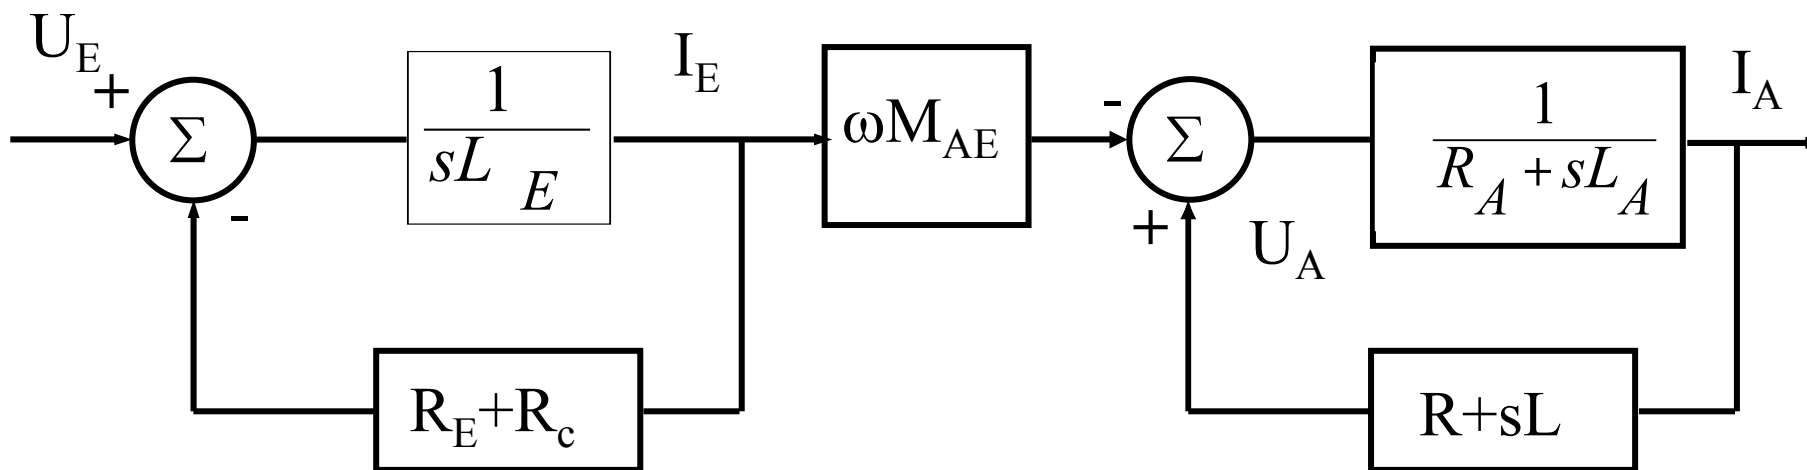 U_E
+
Σ
-
1
sL_E
I_E
ωM_AE
-
Σ
+
U_A
1
R_A + sL_A
I_A
R_E+R_c
R+sL